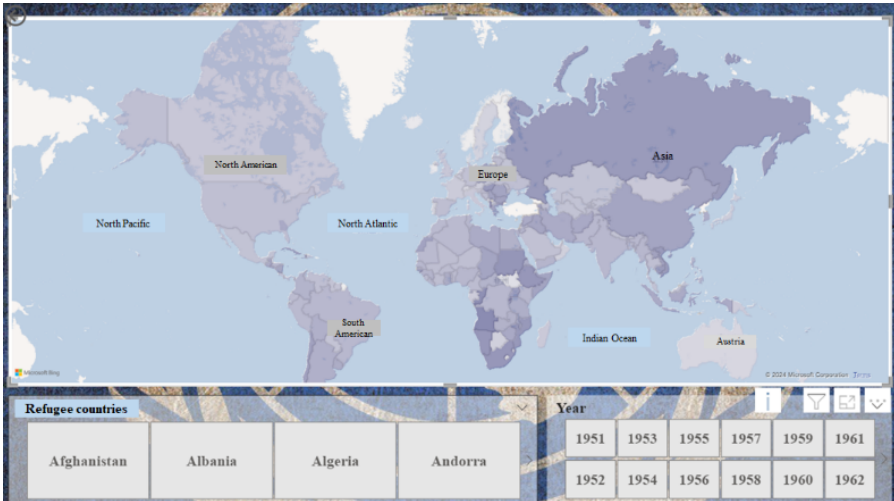 North American
Asia
Europe
North Pacific
North Atlantic
South
American
Indian Ocean
Austria
Microsoft Bing
© 2024 Microsoft Corporation Terms
Refugee countries
Afghanistan
Albania
Algeria
Andorra
Year
1951 1953 1955 1957 1959 1961
1952 1954 1956 1958 1960 1962